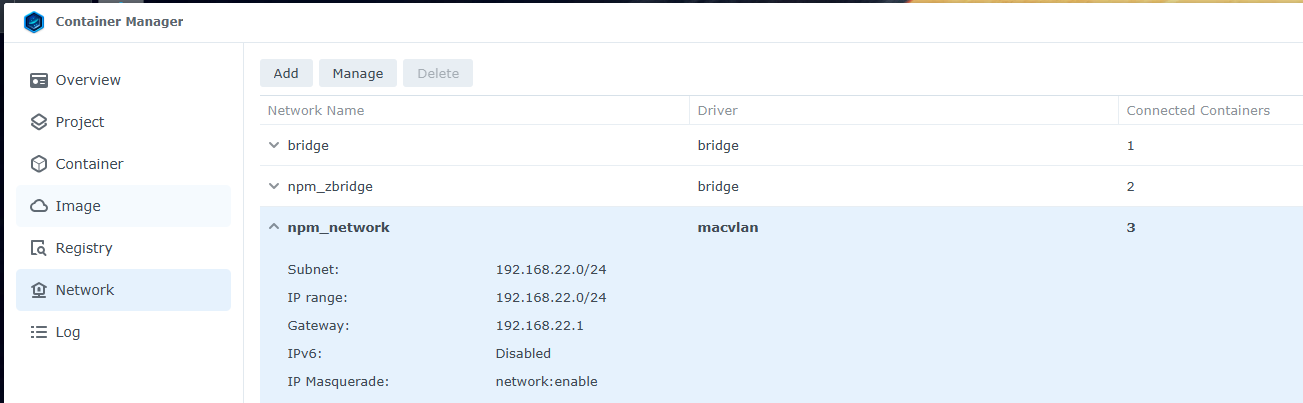 Container Manager
Overview
Project
Container
Image
Registry
Network
Log
Add Manage Delete
Network Name Driver Connected Containers
bridge bridge 1
npm_zbridge bridge 2
npm_network macvlan 3
Subnet: 192.168.22.0/24
IP range: 192.168.22.0/24
Gateway: 192.168.22.1
IPv6: Disabled
IP Masquerade: network:enable